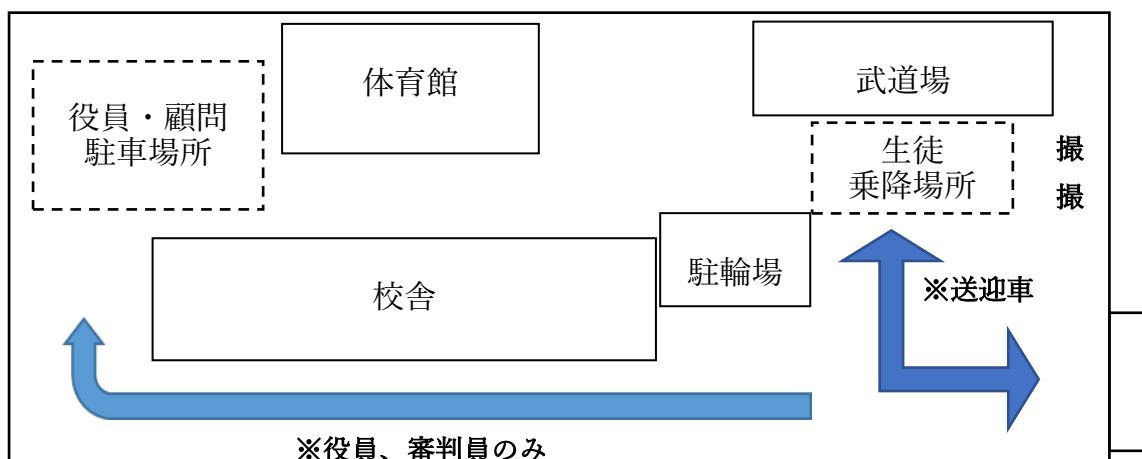 体育館
武道場
役員・顧問
駐車場所
生徒
乗降場所
撮
撮
駐輪場
校舎
※送迎車
※役員、審判員のみ